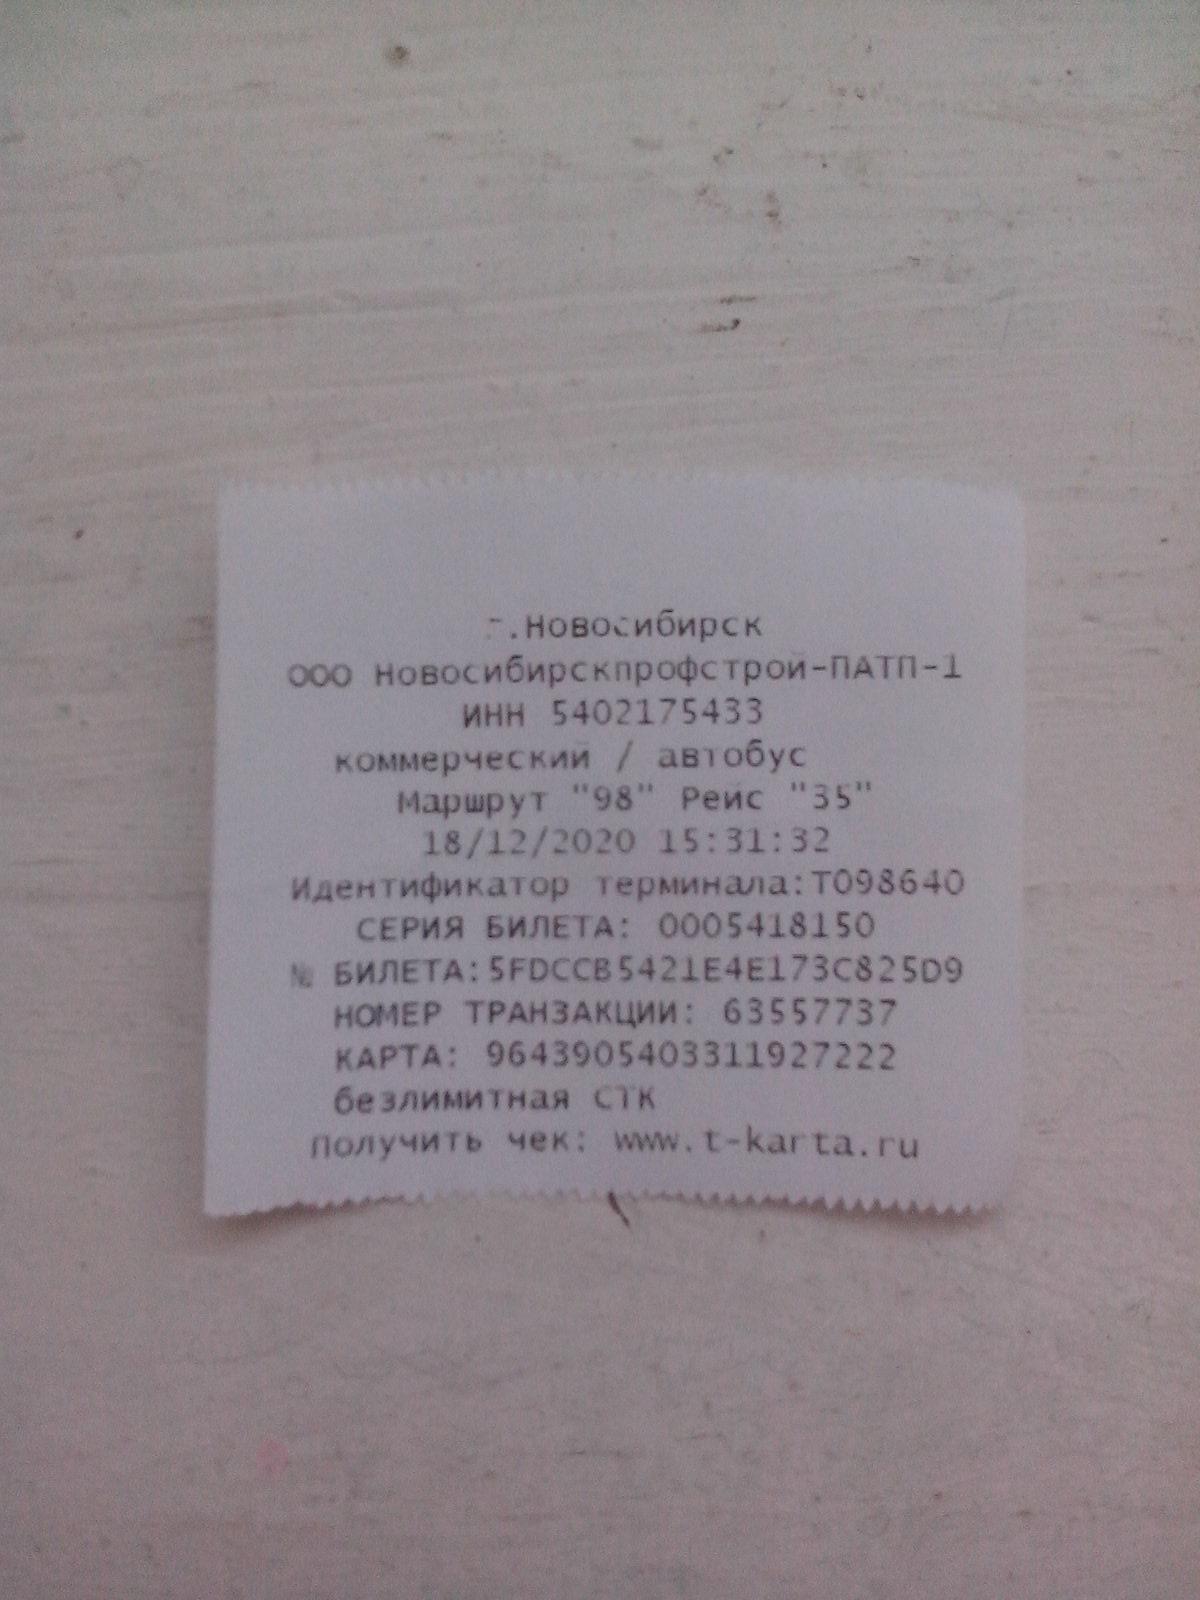 г.Новосибирск
ООО Новосибирскпрофстрой-ПАТП-1
ИНН 5402175433
коммерческий / автобус
Маршрут "98" Рейс "35"
18/12/2020 15:31:32
Идентификатор терминала:T098640
СЕРИЯ БИЛЕТА: 0005418150
№ БИЛЕТА:5FDCCB5421E4E173C825D9
НОМЕР ТРАНЗАКЦИИ: 63557737
КАРТА: 9643905403311927222
безлимитная СТК
Получить чек: www.t-karta.ru